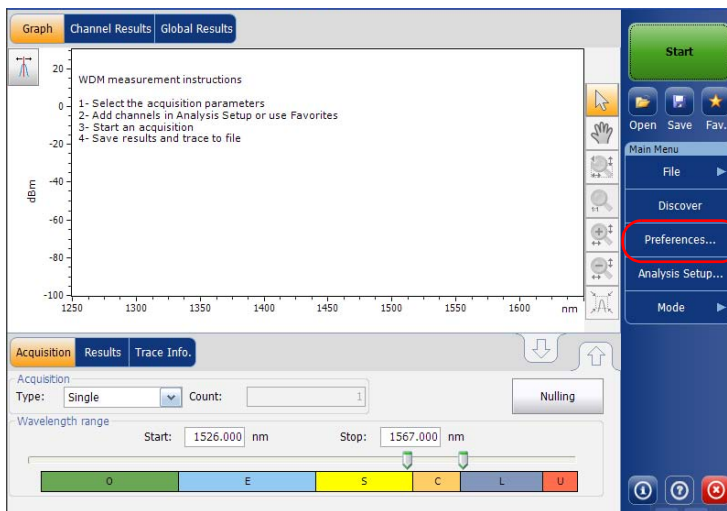 Graph Channel Results Global Results
WDM measurement instructions
1- Select the acquisition parameters
2- Add channels in Analysis Setup or use Favorites
3- Start an acquisition
4- Save results and trace to file
20
0
-20
-40
-60
-80
-100
dBm
1250 1300 1350 1400 1450 1500 1550 1600 nm
1:1
Start
Open Save Fav.
Main Menu
File
Discover
Preferences...
Analysis Setup...
Mode
Acquisition Results Trace Info.
Acquisition
Type: Single Count: 1
Nulling
Wavelength range
Start: 1526.000 nm Stop: 1567.000 nm
O E S C L U